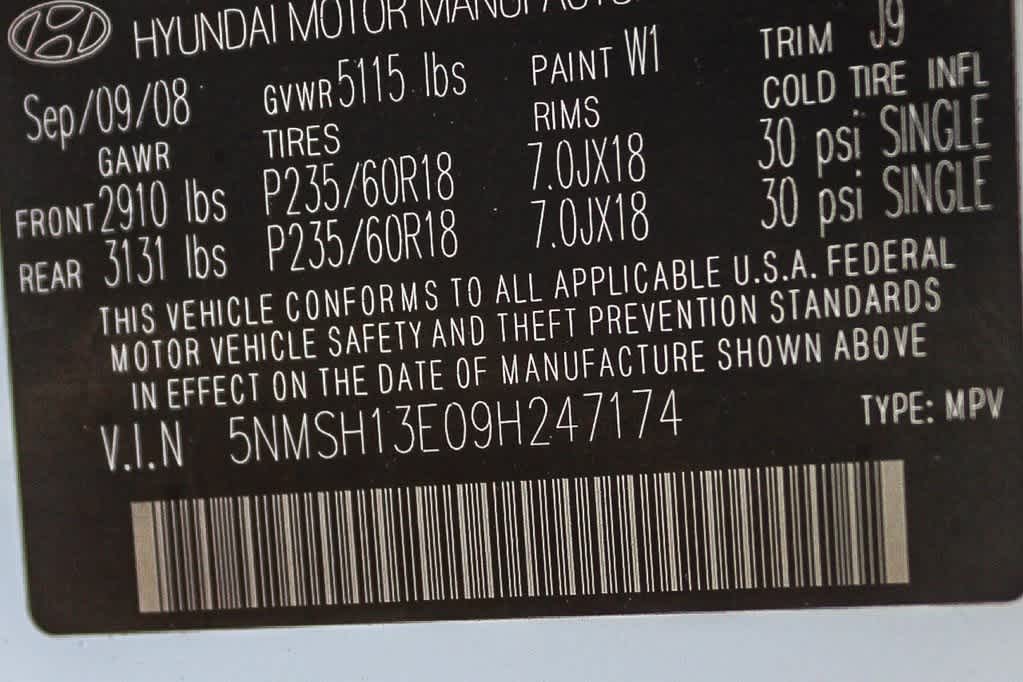 HYUNDAI MOTOR
Sep/09/08 GVWR 5115 lbs PAINT W1 TRIM J9
GAWR TIRES RIMS COLD TIRE INFL
FRONT 2910 lbs P235/60R18 7.0JX18 30 psi SINGLE
REAR 3131 lbs P235/60R18 7.0JX18 30 psi SINGLE
THIS VEHICLE CONFORMS TO ALL APPLICABLE U.S.A. FEDERAL
MOTOR VEHICLE SAFETY AND THEFT PREVENTION STANDARDS
IN EFFECT ON THE DATE OF MANUFACTURE SHOWN ABOVE
V.I.N 5NMSH13E09H247174 TYPE: MPV